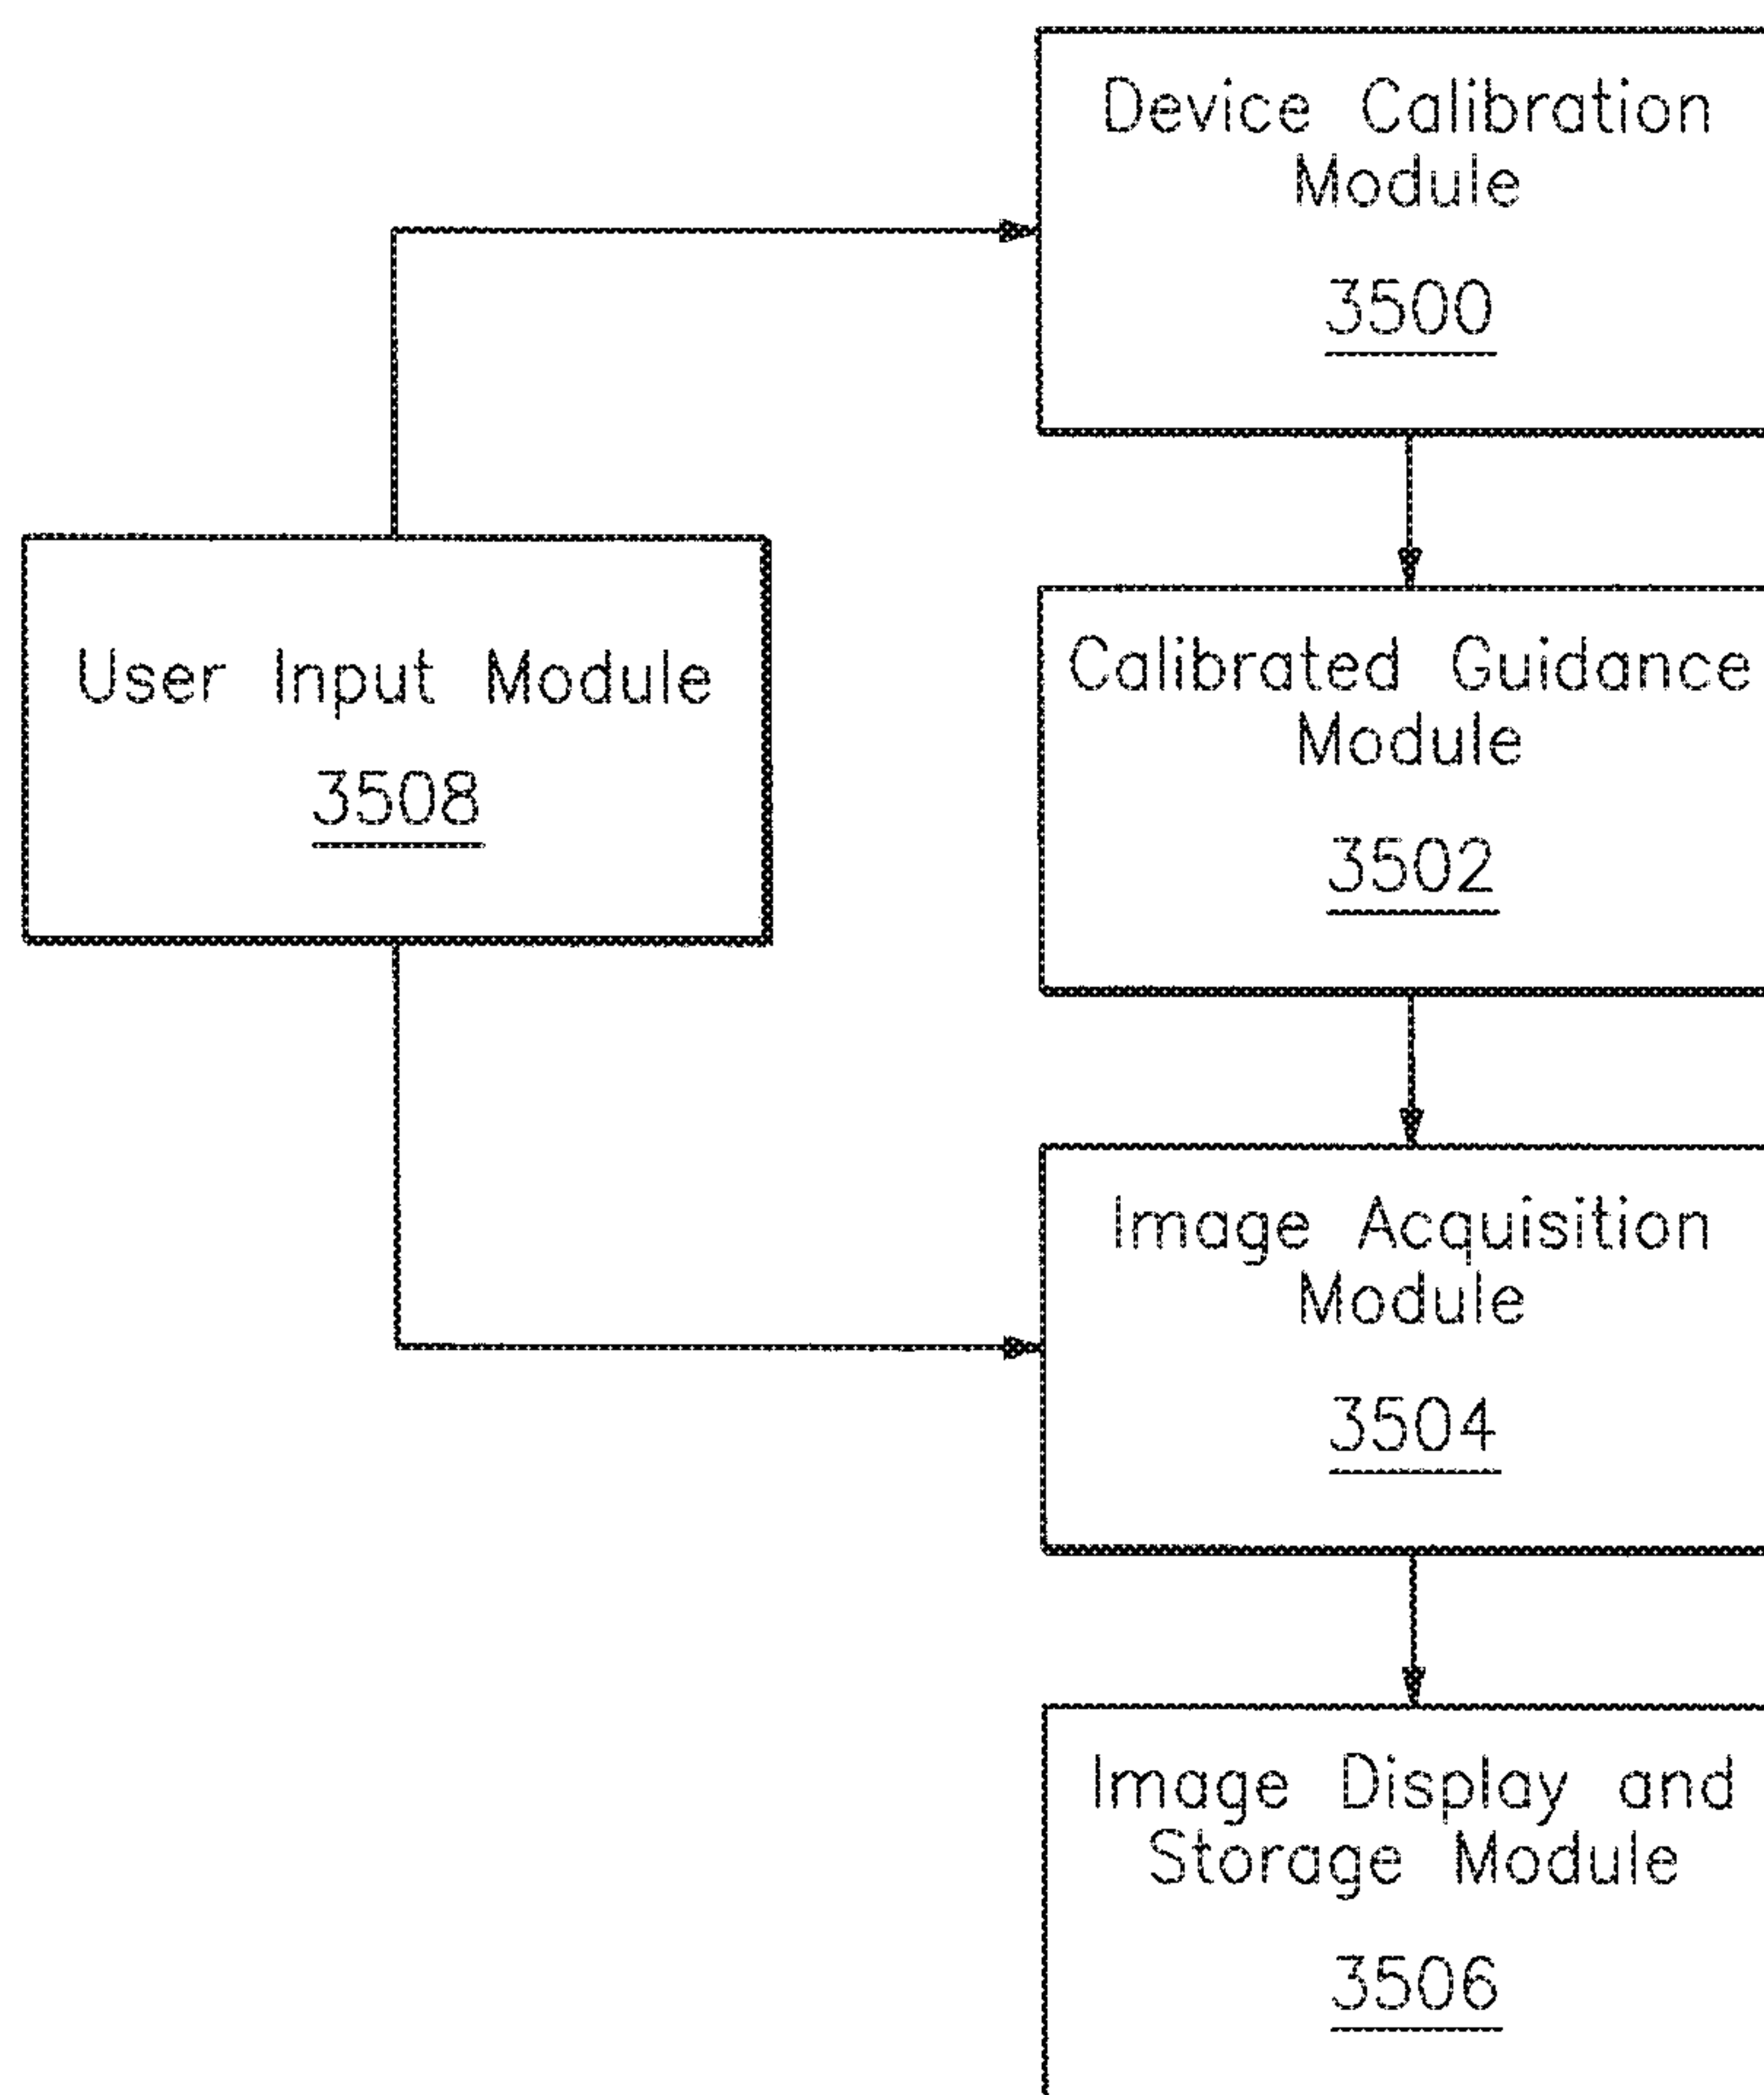 Device Calibration
Module
3500
User Input Module
3508
Calibrated Guidance
Module
3502
Image Acquisition
Module
3504
Image Display and
Storage Module
3506